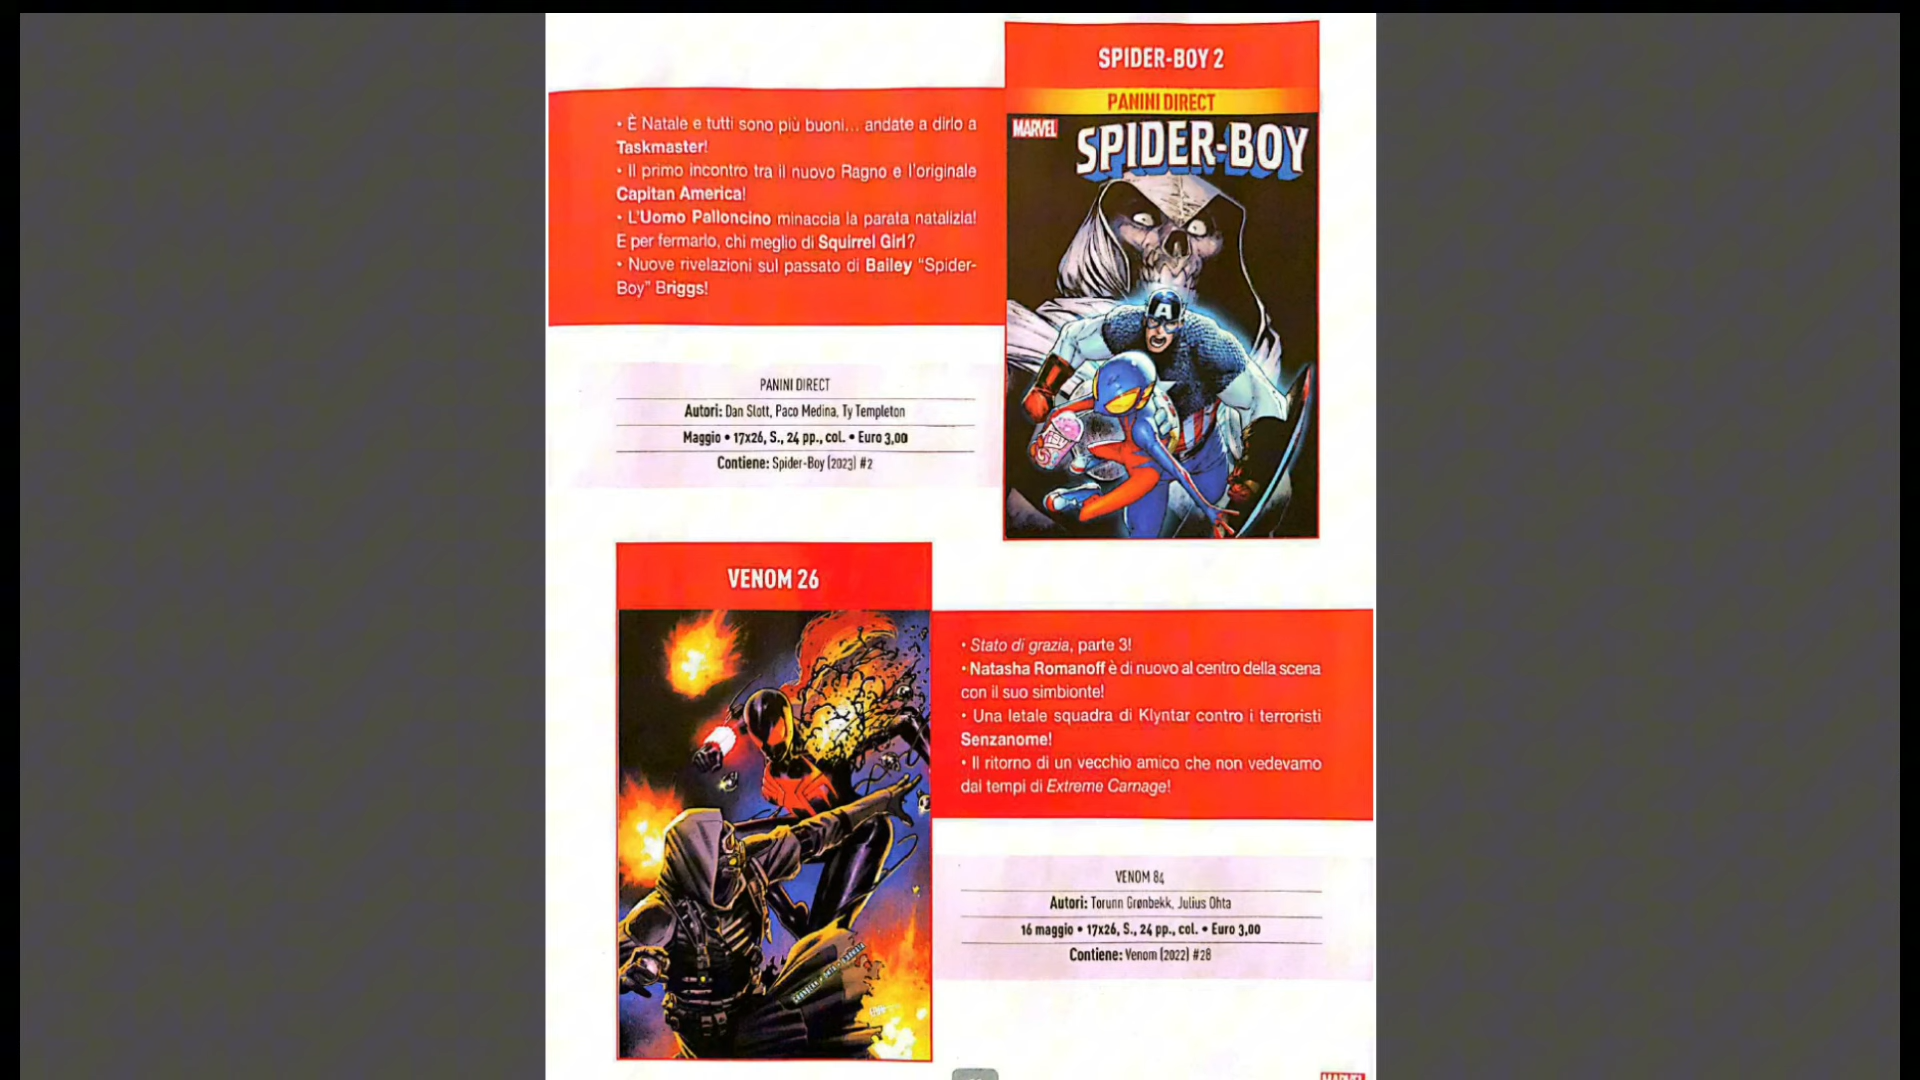 SPIDER-BOY 2
PANINI DIRECT
MARVEL
SPIDER-BOY
• È Natale e tutti sono più buoni... andate a dirlo a
Taskmaster!
• Il primo incontro tra il nuovo Ragno e l'originale
Capitan America!
• L'Uomo Palloncino minaccia la parata natalizia!
E per fermarlo, chi meglio di Squirrel Girl?
• Nuove rivelazioni sul passato di Bailey “Spider-
Boy” Briggs!
PANINI DIRECT
Autori: Dan Slott, Paco Medina, Ty Templeton
Maggio • 17x26, S., 24 pp., col. • Euro 3,00
Contiene: Spider-Boy (2023) #2
VENOM 26
• Stato di grazia, parte 3!
• Natasha Romanoff è di nuovo al centro della scena
con il suo simbionte!
• Una letale squadra di Klyntar contro i terroristi
Senzanome!
• Il ritorno di un vecchio amico che non vedevamo
dai tempi di Extreme Carnage!
VENOM 84
Autori: Torunn Grønbekk, Julius Ohta
16 maggio • 17x26, S., 24 pp., col. • Euro 3,00
Contiene: Venom (2022) #28
MARVEL